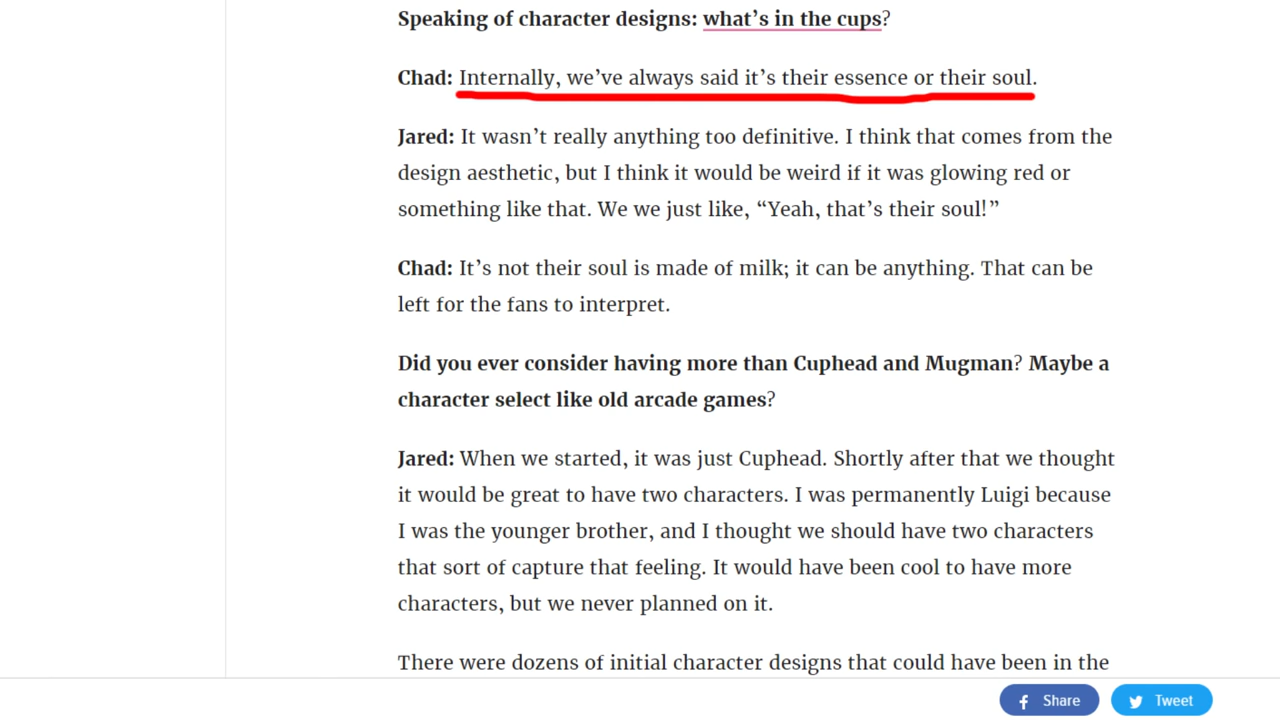 Speaking of character designs: what’s in the cups?
Chad: Internally, we’ve always said it’s their essence or their soul.
Jared: It wasn’t really anything too definitive. I think that comes from the
design aesthetic, but I think it would be weird if it was glowing red or
something like that. We we just like, “Yeah, that’s their soul!”
Chad: It’s not their soul is made of milk; it can be anything. That can be
left for the fans to interpret.
Did you ever consider having more than Cuphead and Mugman? Maybe a
character select like old arcade games?
Jared: When we started, it was just Cuphead. Shortly after that we thought
it would be great to have two characters. I was permanently Luigi because
I was the younger brother, and I thought we should have two characters
that sort of capture that feeling. It would have been cool to have more
characters, but we never planned on it.
There were dozens of initial character designs that could have been in the
Share Tweet